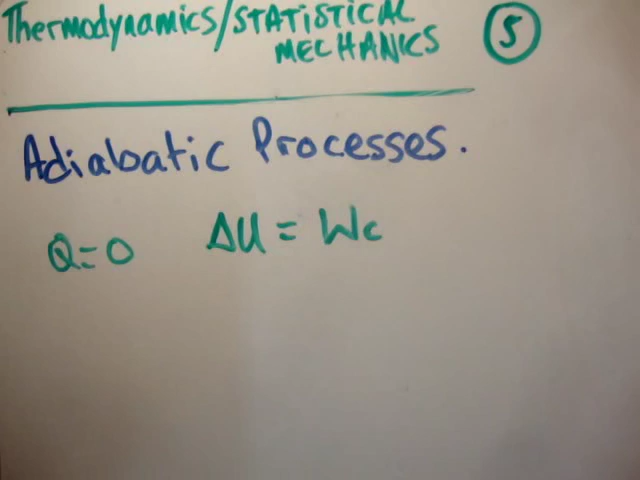 Thermodynamics/STATISTICAL
MECHANICS
5
Adiabatic Processes.
Q=0 ΔU = Wc